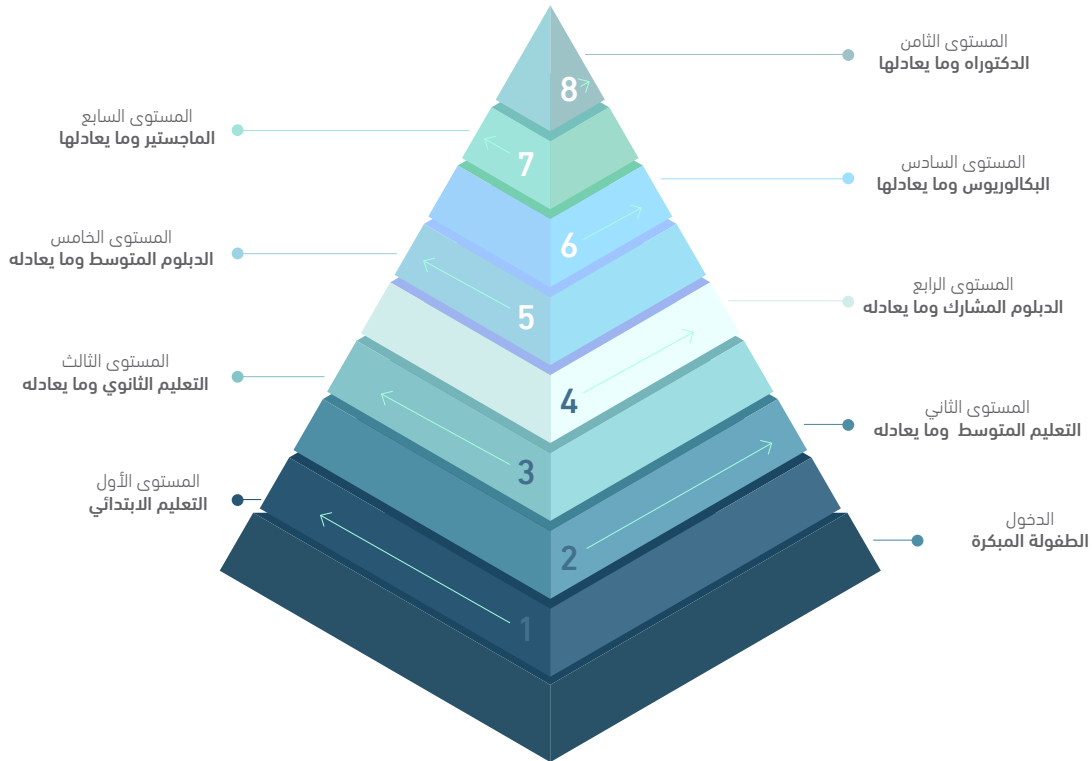 المستوى الثامن
الدكتوراه وما يعادلها
8
المستوى السابع
الماجستير وما يعادلها
7
المستوى السادس
البكالوريوس وما يعادلها
6
المستوى الخامس
الدبلوم المتوسط وما يعادله
5
المستوى الرابع
الدبلوم المشارك وما يعادله
4
المستوى الثالث
التعليم الثانوي وما يعادله
3
المستوى الثاني
التعليم المتوسط وما يعادله
2
المستوى الأول
التعليم الابتدائي
1
الدخول
الطفولة المبكرة